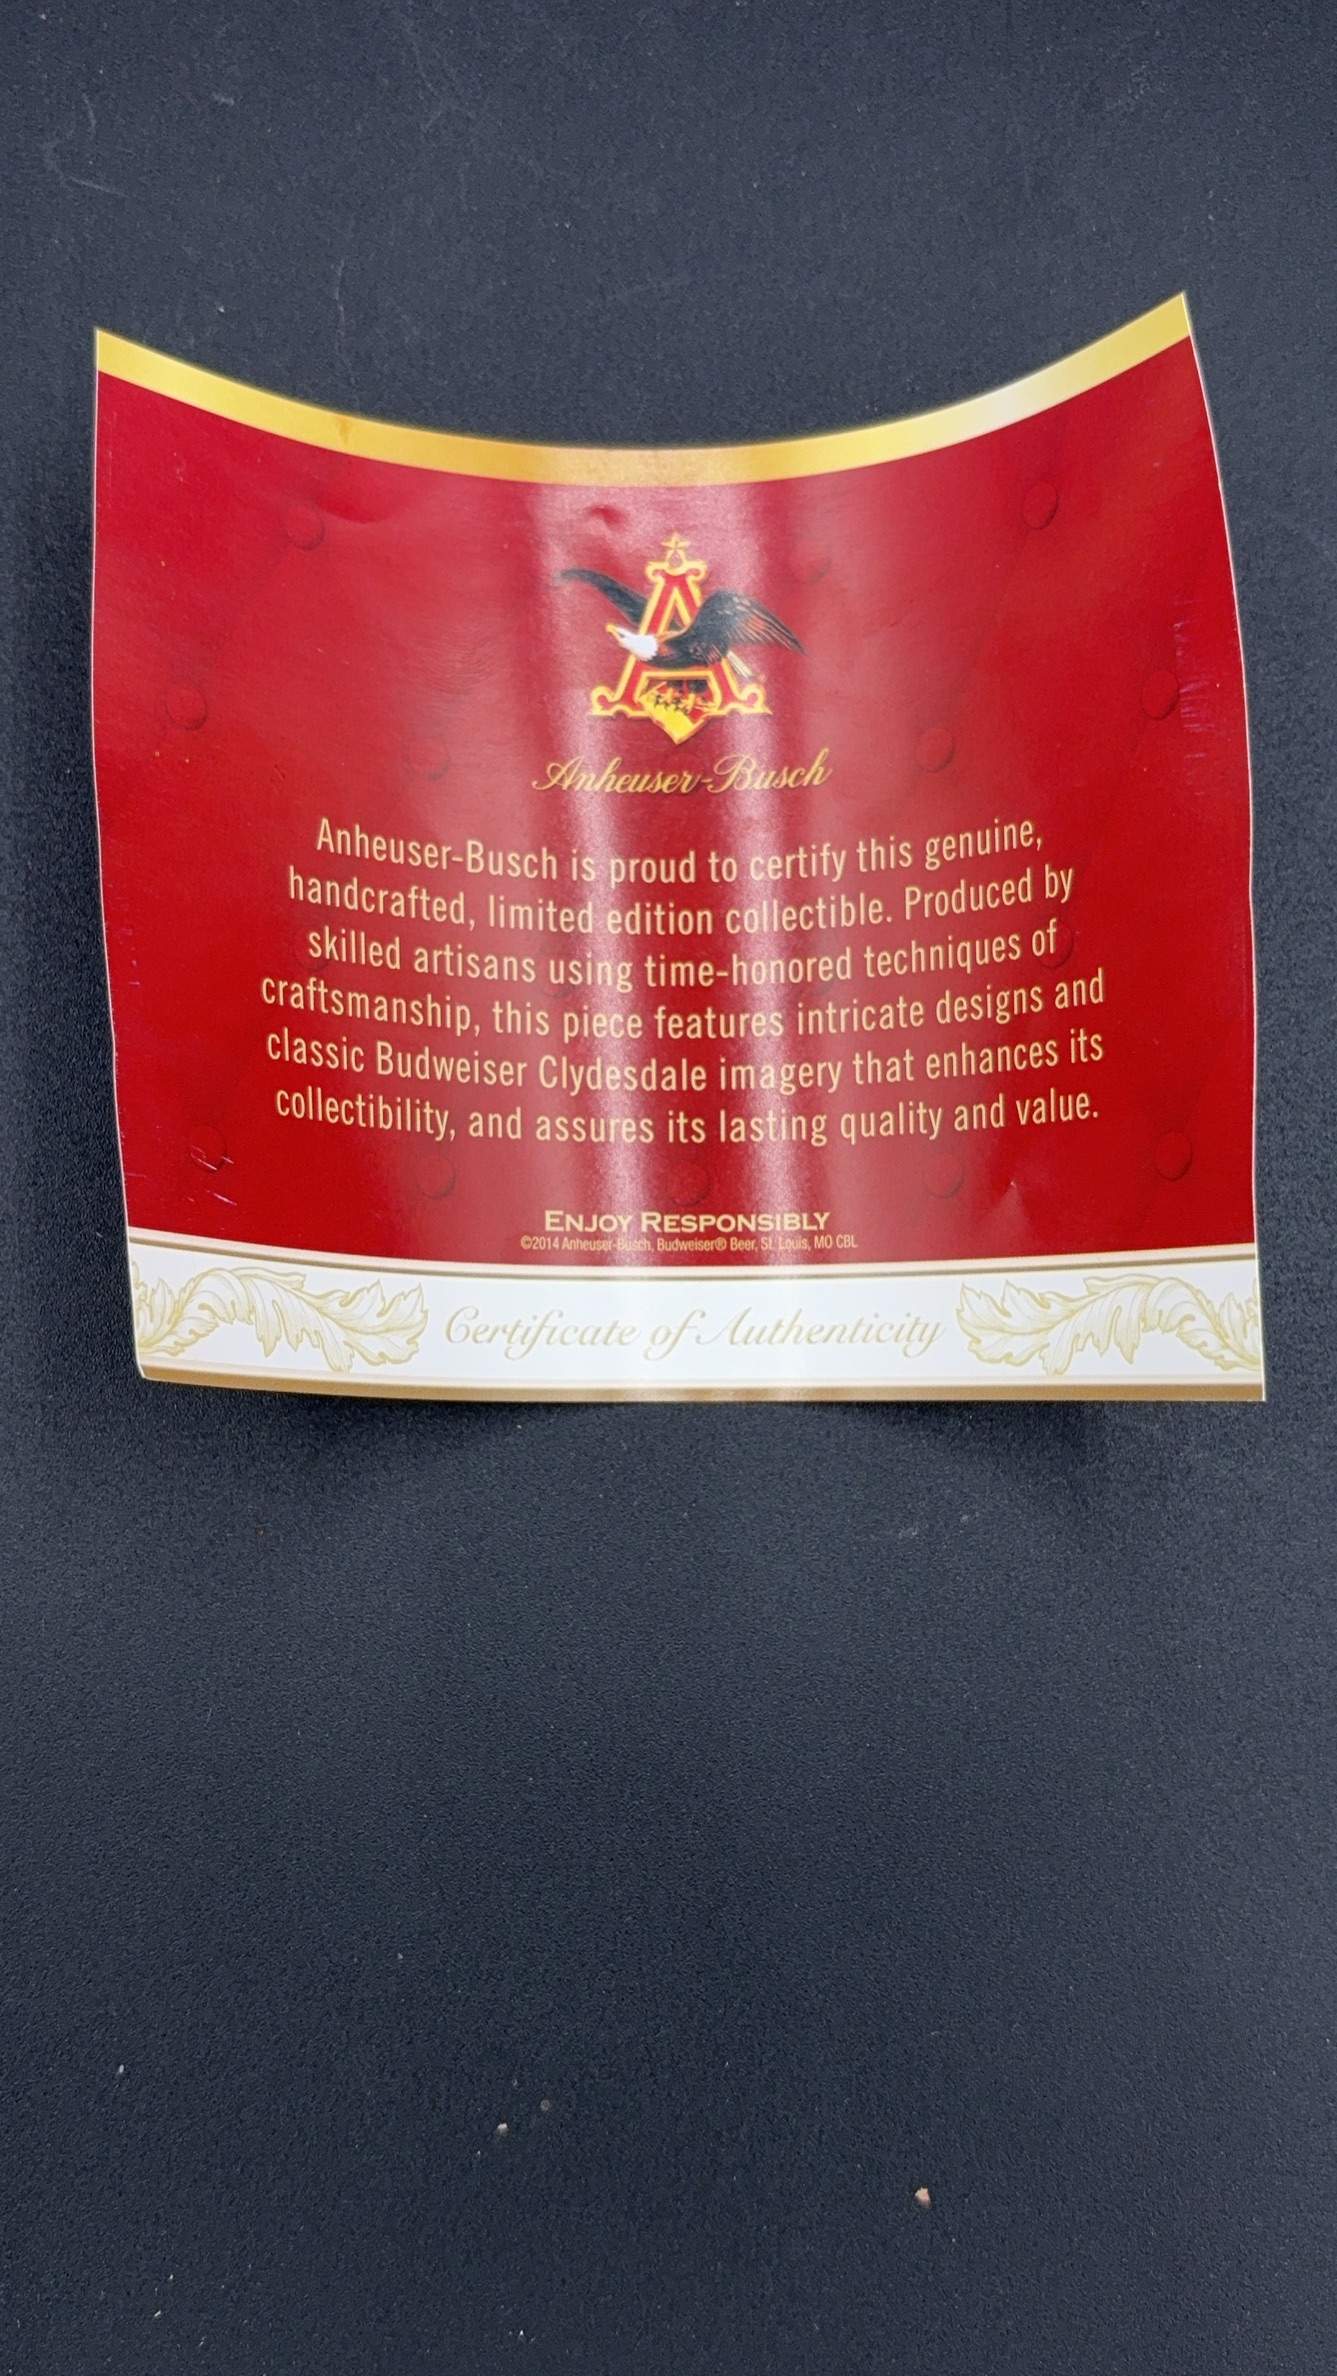 Anheuser-Busch
Anheuser-Busch is proud to certify this genuine,
handcrafted, limited edition collectible. Produced by
skilled artisans using time-honored techniques of
craftsmanship, this piece features intricate designs and
classic Budweiser Clydesdale imagery that enhances its
collectibility, and assures its lasting quality and value.
ENJOY RESPONSIBLY
©2014 Anheuser-Busch, Budweiser® Beer, St. Louis, MO CBL
Certificate of Authenticity